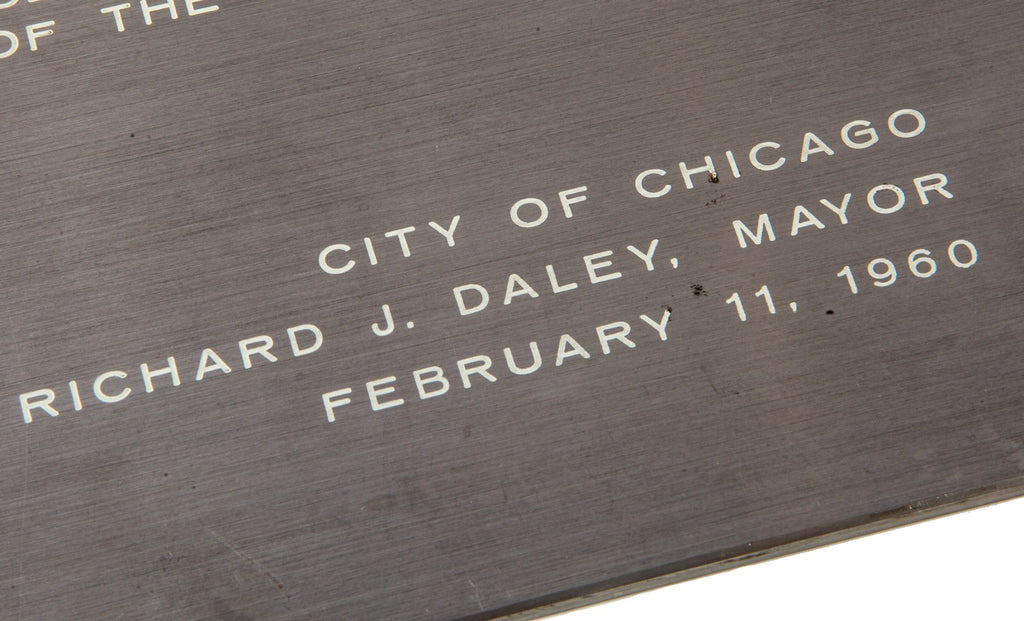 OF THE
CITY OF CHICAGO
RICHARD J. DALEY, MAYOR
FEBRUARY 11, 1960